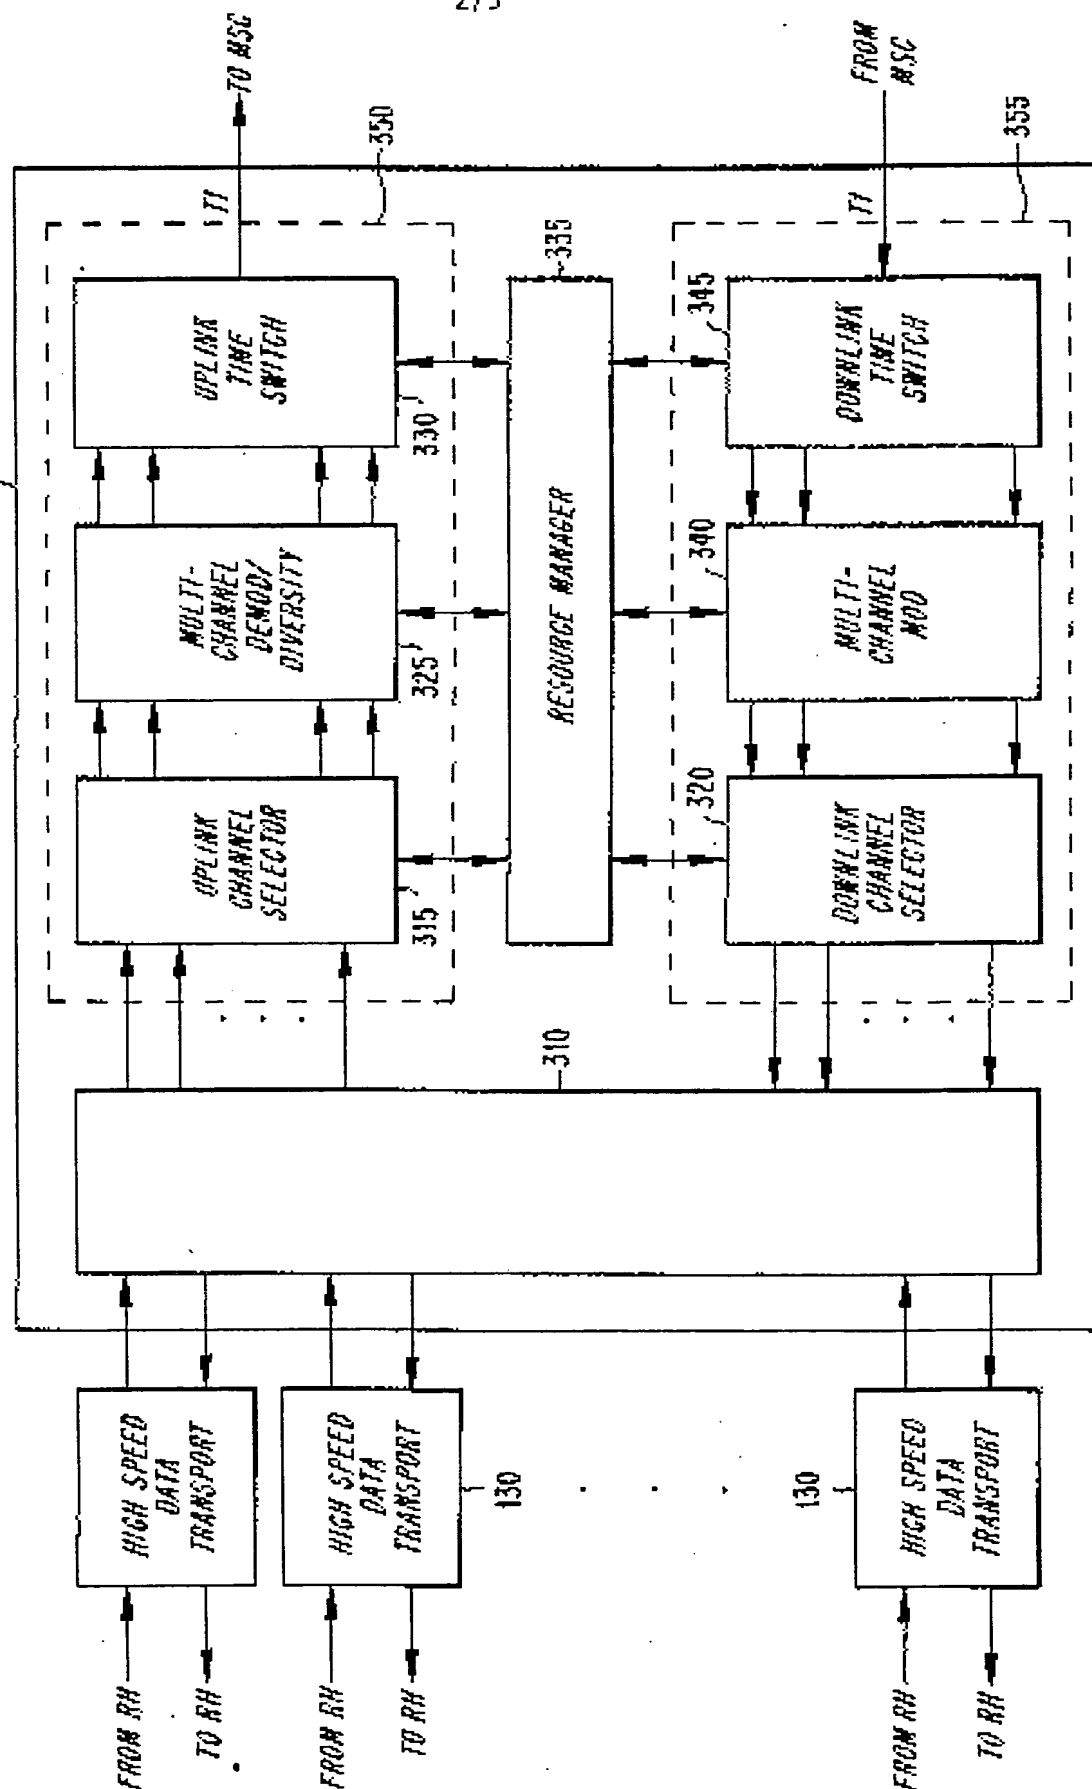 2/5
TO MSC
FROM
MSC
T1
350
T1
355
UPLINK
TIME
SWITCH
330
335
345
DOWNLINK
TIME
SWITCH
MULTI-
CHANNEL
DEMOD/
DIVERSITY
325
RESOURCE MANAGER
340
MULTI-
CHANNEL
MOD
UPLINK
CHANNEL
SELECTOR
315
320
DOWNLINK
CHANNEL
SELECTOR
310
HIGH SPEED
DATA
TRANSPORT
HIGH SPEED
DATA
TRANSPORT
130
130
HIGH SPEED
DATA
TRANSPORT
FROM RH
TO RH
FROM RH
TO RH
FROM RH
TO RH